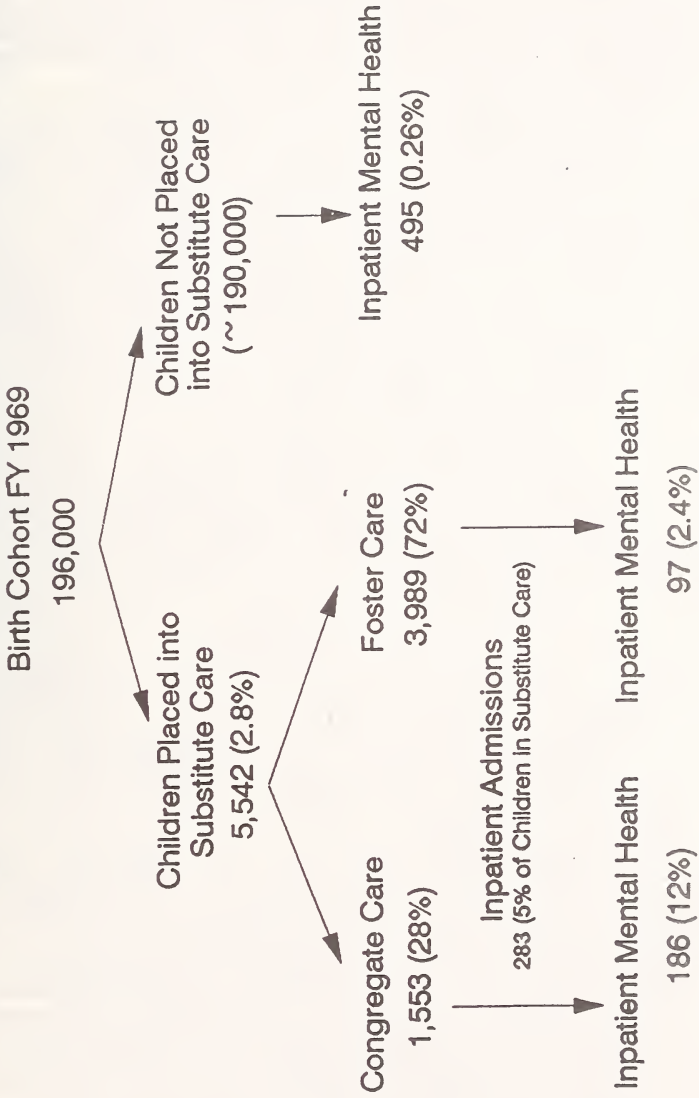 Birth Cohort FY 1969
196,000
Children Placed into
Substitute Care
5,542 (2.8%)
Children Not Placed
into Substitute Care
(~190,000)
Congregate Care
1,553 (28%)
Foster Care
3,989 (72%)
Inpatient Mental Health
495 (0.26%)
Inpatient Admissions
283 (5% of Children in Substitute Care)
Inpatient Mental Health
186 (12%)
Inpatient Mental Health
97 (2.4%)